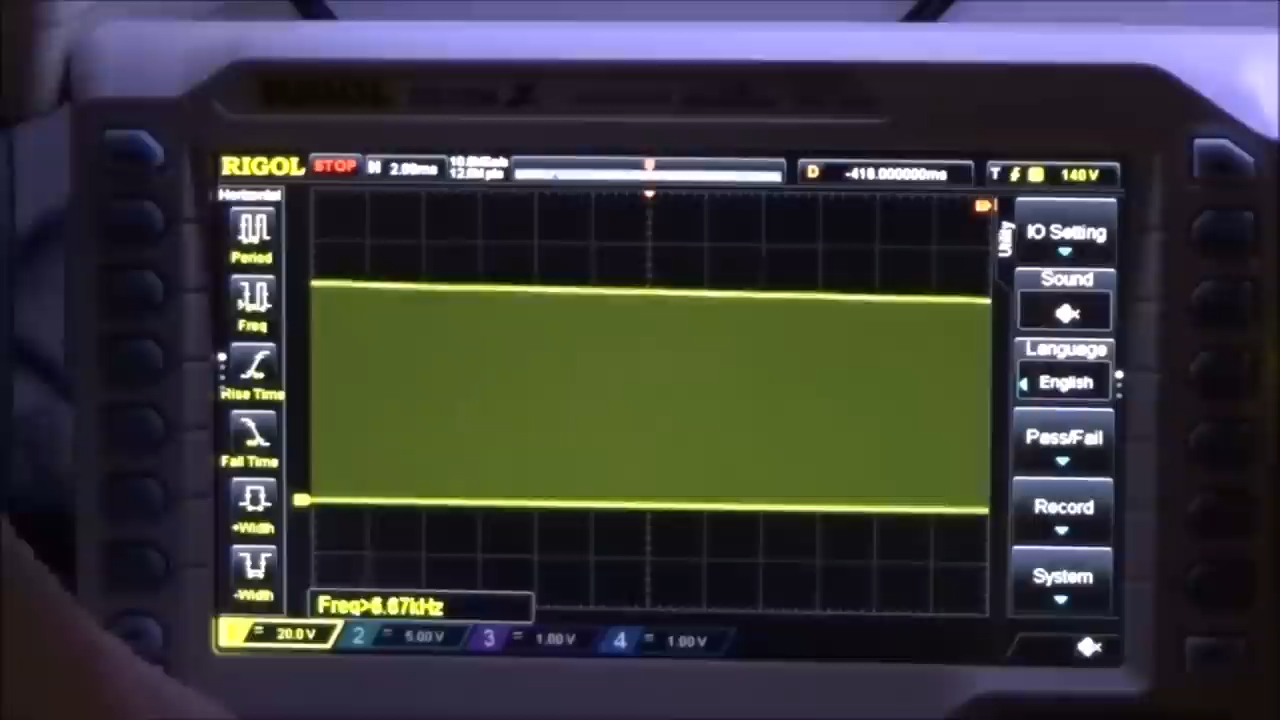 RIGOL STOP H 2.00ms D -418.000000ms T 140V
Horizontal
Period
Freq
Rise Time
Fall Time
+Width
-Width
Utility
IO Setting
Sound
Language
English
Pass/Fail
Record
System
Freq>6.67kHz
= 20.0 V 2 = 5.00 V 3 = 1.00 V 4 = 1.00 V